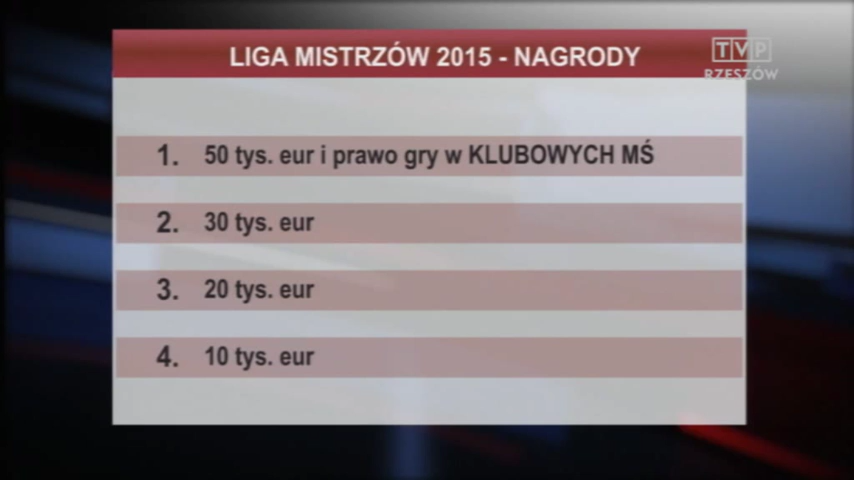 LIGA MISTRZÓW 2015 - NAGRODY
TVP
RZESZÓW
1. 50 tys. eur i prawo gry w KLUBOWYCH MŚ
2. 30 tys. eur
3. 20 tys. eur
4. 10 tys. eur